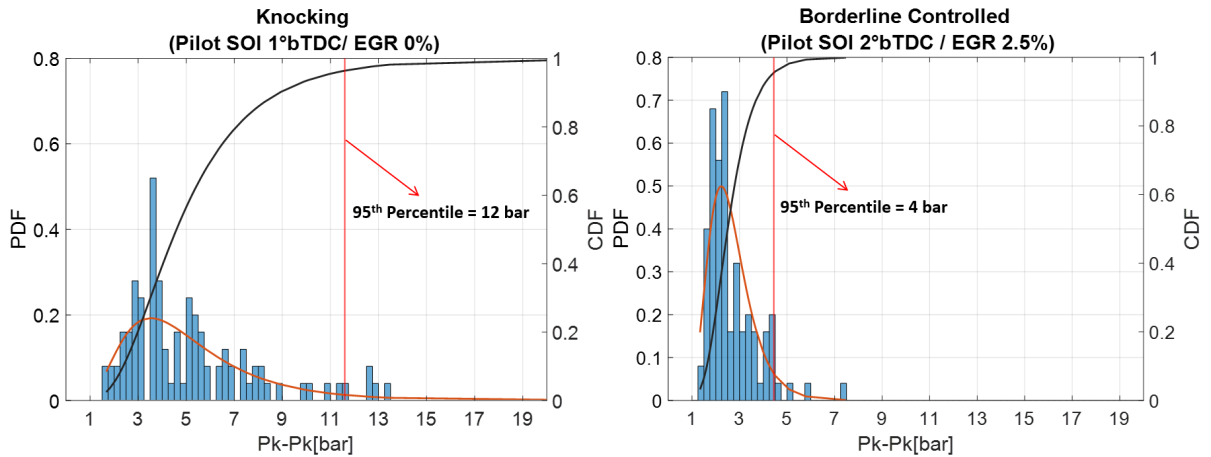 Knocking
(Pilot SOI 1°bTDC/ EGR 0%)
0.8
0.6
0.4
0.2
0
PDF
1
0.8
0.6
0.4
0.2
0
CDF
95th Percentile = 12 bar
1 3 5 7 9 11 13 15 17 19
Pk-Pk[bar]
Borderline Controlled
(Pilot SOI 2°bTDC / EGR 2.5%)
0.8
0.7
0.6
0.5
0.4
0.3
0.2
0.1
0
PDF
1
0.8
0.6
0.4
0.2
0
CDF
95th Percentile = 4 bar
1 3 5 7 9 11 13 15 17 19
Pk-Pk[bar]